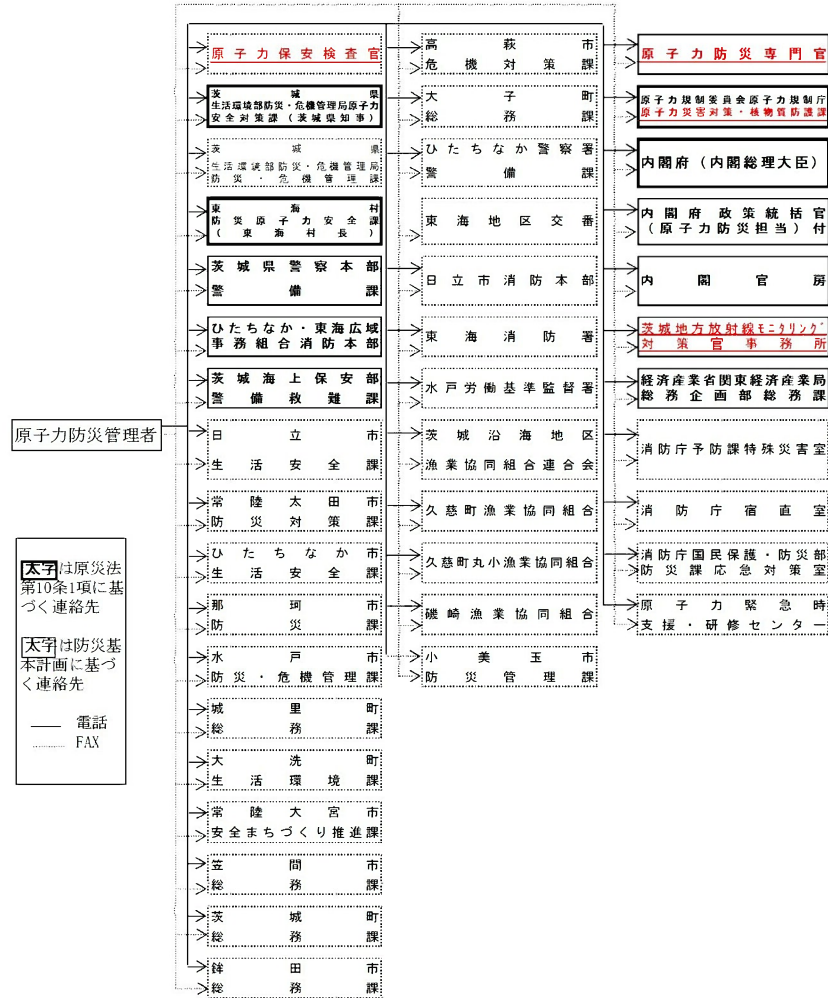 原子力防災管理者
太字は原災法
第10条1項に基
づく連絡先
太字は防災基
本計画に基づ
く連絡先
電話
FAX
原子力保安検査官
茨城県
生活環境部防災・危機管理局原子力
安全対策課（茨城県知事）
茨城県
生活環境部防災・危機管理局
防災・危機管理課
東海村
防災原子力安全課
（東海村長）
茨城県警察本部
警備課
ひたちなか・東海広域
事務組合消防本部
茨城海上保安部
警備救難課
日立市
生活安全課
常陸太田市
防災対策課
ひたちなか市
生活安全課
那珂市
防災課
水戸市
防災・危機管理課
城里町
総務課
大洗町
生活環境課
常陸大宮市
安全まちづくり推進課
笠間市
総務課
茨城町
総務課
鉾田市
総務課
高萩市
危機対策課
大子町
総務課
ひたちなか警察署
警備課
東海地区交番
日立市消防本部
東海消防署
水戸労働基準監督署
茨城沿海地区
漁業協同組合連合会
久慈町漁業協同組合
久慈町丸小漁業協同組合
磯崎漁業協同組合
小美玉市
防災管理課
原子力防災専門官
原子力規制委員会原子力規制庁
原子力災害対策・核物質防護課
内閣府（内閣総理大臣）
内閣府政策統括官
（原子力防災担当）付
内閣官房
茨城地方放射線ﾓﾆﾀﾘﾝｸﾞ
対策官事務所
経済産業省関東経済産業局
総務企画部総務課
消防庁予防課特殊災害室
消防庁宿直室
消防庁国民保護・防災部
防災課応急対策室
原子力緊急時
支援・研修センター